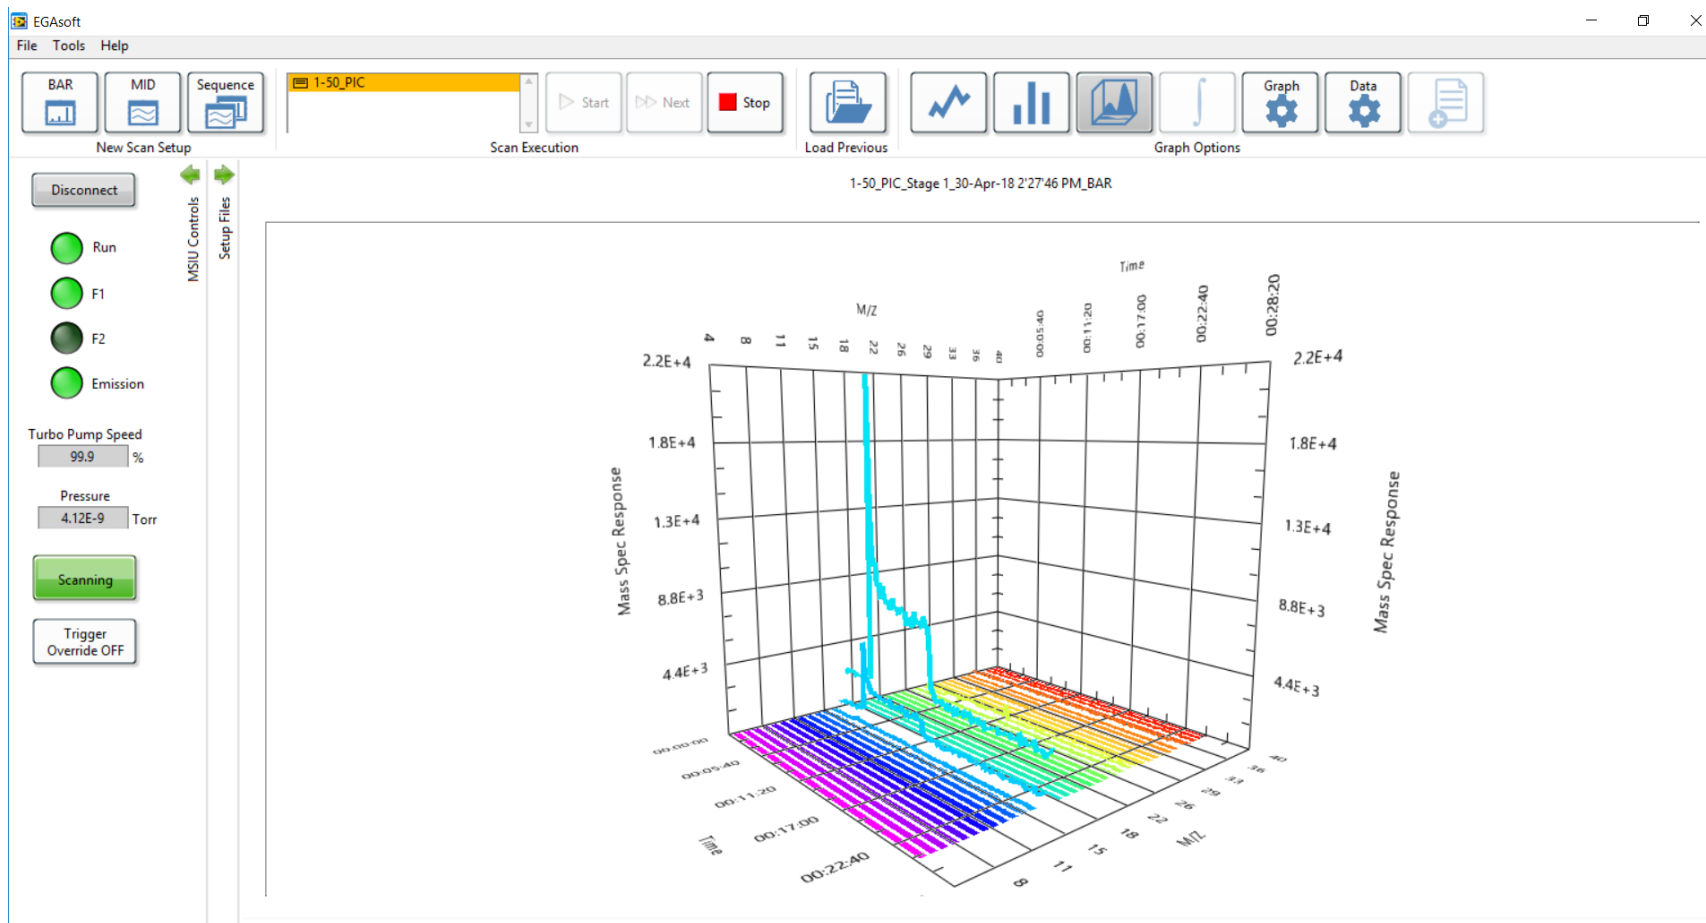 EGAsoft
File Tools Help
BAR MID Sequence
New Scan Setup
1-50_PIC
Start Next Stop
Scan Execution
Load Previous
Graph Data
Graph Options
Disconnect
Run
F1
F2
Emission
Turbo Pump Speed
99.9 %
Pressure
4.12E-9 Torr
Scanning
Trigger
Override OFF
MSIU Controls
Setup Files
1-50_PIC_Stage 1_30-Apr-18 2'27'46 PM_BAR
M/Z
4 8 11 15 18 22 26 29 33 36 40
Time
00:05:40 00:11:20 00:17:00 00:22:40 00:28:20
Mass Spec Response
2.2E+4
1.8E+4
1.3E+4
8.8E+3
4.4E+3
Mass Spec Response
2.2E+4
1.8E+4
1.3E+4
8.8E+3
4.4E+3
Time
00:00:00
00:05:40
00:11:20
00:17:00
00:22:40
M/Z
8 11 15 18 22 26 29 33 36 40